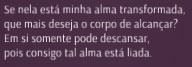 Se nela está minha alma transformada,
que mais deseja o corpo de alcançar?
Em si somente pode descansar,
pois consigo tal alma está liada.